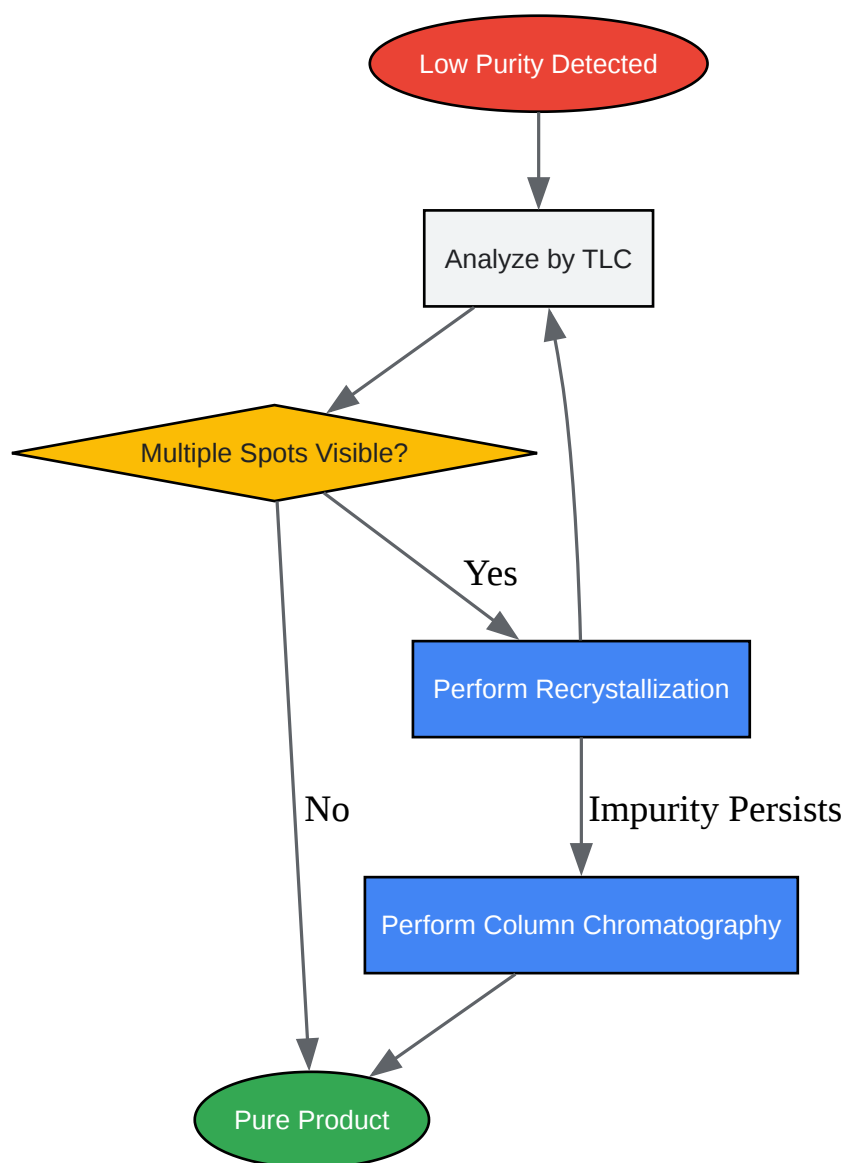 Low Purity Detected
Analyze by TLC
Multiple Spots Visible?
Yes
Perform Recrystallization
No
Impurity Persists
Perform Column Chromatography
Pure Product